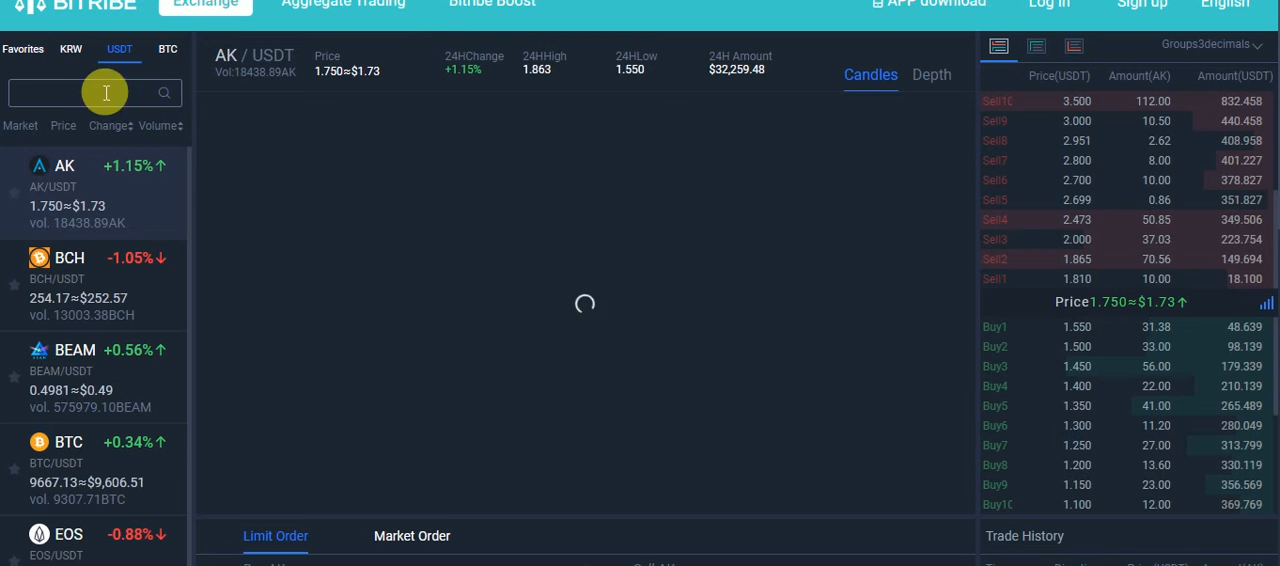 BITRIBE Exchange Aggregate Trading Bitribe Boost APP download Log in Sign up English
Favorites KRW USDT BTC
Market Price Change Volume
AK +1.15%↑
AK/USDT
1.750≈$1.73
vol. 18438.89AK
BCH -1.05%↓
BCH/USDT
254.17≈$252.57
vol. 13003.38BCH
BEAM +0.56%↑
BEAM/USDT
0.4981≈$0.49
vol. 575979.10BEAM
BTC +0.34%↑
BTC/USDT
9667.13≈$9,606.51
vol. 9307.71BTC
EOS -0.88%↓
EOS/USDT
AK / USDT
Vol:18438.89AK
Price
1.750≈$1.73
24HChange
+1.15%
24HHigh
1.863
24HLow
1.550
24H Amount
$32,259.48
Candles Depth
Limit Order Market Order
Groups3decimals
Price(USDT) Amount(AK) Amount(USDT)
Sell10 3.500 112.00 832.458
Sell9 3.000 10.50 440.458
Sell8 2.951 2.62 408.958
Sell7 2.800 8.00 401.227
Sell6 2.700 10.00 378.827
Sell5 2.699 0.86 351.827
Sell4 2.473 50.85 349.506
Sell3 2.000 37.03 223.754
Sell2 1.865 70.56 149.694
Sell1 1.810 10.00 18.100
Price1.750≈$1.73↑
Buy1 1.550 31.38 48.639
Buy2 1.500 33.00 98.139
Buy3 1.450 56.00 179.339
Buy4 1.400 22.00 210.139
Buy5 1.350 41.00 265.489
Buy6 1.300 11.20 280.049
Buy7 1.250 27.00 313.799
Buy8 1.200 13.60 330.119
Buy9 1.150 23.00 356.569
Buy10 1.100 12.00 369.769
Trade History